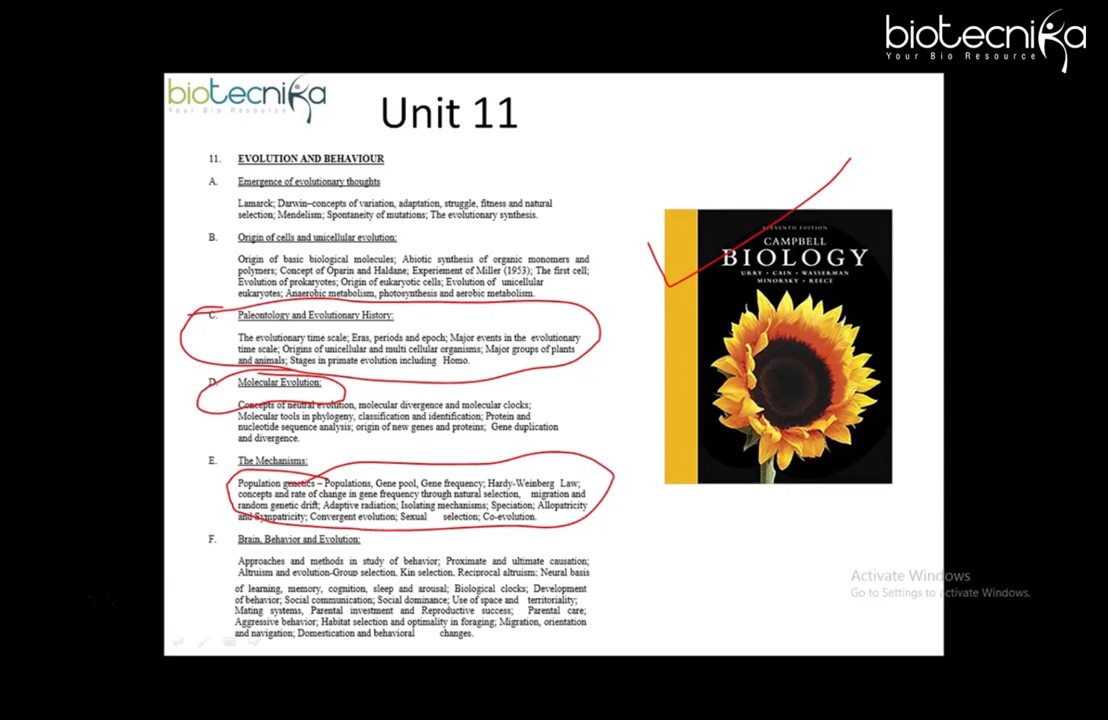 biotecnika
Your Bio Resource
biotecnika
Your Bio Resource
Unit 11
11. EVOLUTION AND BEHAVIOUR
A. Emergence of evolutionary thoughts
Lamarck; Darwin–concepts of variation, adaptation, struggle, fitness and natural
selection; Mendelism; Spontaneity of mutations; The evolutionary synthesis.
B. Origin of cells and unicellular evolution:
Origin of basic biological molecules; Abiotic synthesis of organic monomers and
polymers; Concept of Oparin and Haldane; Experiement of Miller (1953); The first cell;
Evolution of prokaryotes; Origin of eukaryotic cells; Evolution of unicellular
eukaryotes; Anaerobic metabolism, photosynthesis and aerobic metabolism.
C. Paleontology and Evolutionary History:
The evolutionary time scale; Eras, periods and epoch; Major events in the evolutionary
time scale; Origins of unicellular and multi cellular organisms; Major groups of plants
and animals; Stages in primate evolution including Homo.
D. Molecular Evolution:
Concepts of neutral evolution, molecular divergence and molecular clocks;
Molecular tools in phylogeny, classification and identification; Protein and
nucleotide sequence analysis; origin of new genes and proteins; Gene duplication
and divergence.
E. The Mechanisms:
Population genetics – Populations, Gene pool, Gene frequency; Hardy-Weinberg Law;
concepts and rate of change in gene frequency through natural selection, migration and
random genetic drift; Adaptive radiation; Isolating mechanisms; Speciation; Allopatricity
and Sympatricity; Convergent evolution; Sexual selection; Co-evolution.
F. Brain, Behavior and Evolution:
Approaches and methods in study of behavior; Proximate and ultimate causation;
Altruism and evolution-Group selection, Kin selection, Reciprocal altruism; Neural basis
of learning, memory, cognition, sleep and arousal; Biological clocks; Development
of behavior; Social communication; Social dominance; Use of space and territoriality;
Mating systems, Parental investment and Reproductive success; Parental care;
Aggressive behavior; Habitat selection and optimality in foraging; Migration, orientation
and navigation; Domestication and behavioral changes.
ELEVENTH EDITION
CAMPBELL
BIOLOGY
URRY • CAIN • WASSERMAN
MINORSKY • REECE
Activate Windows
Go to Settings to activate Windows.